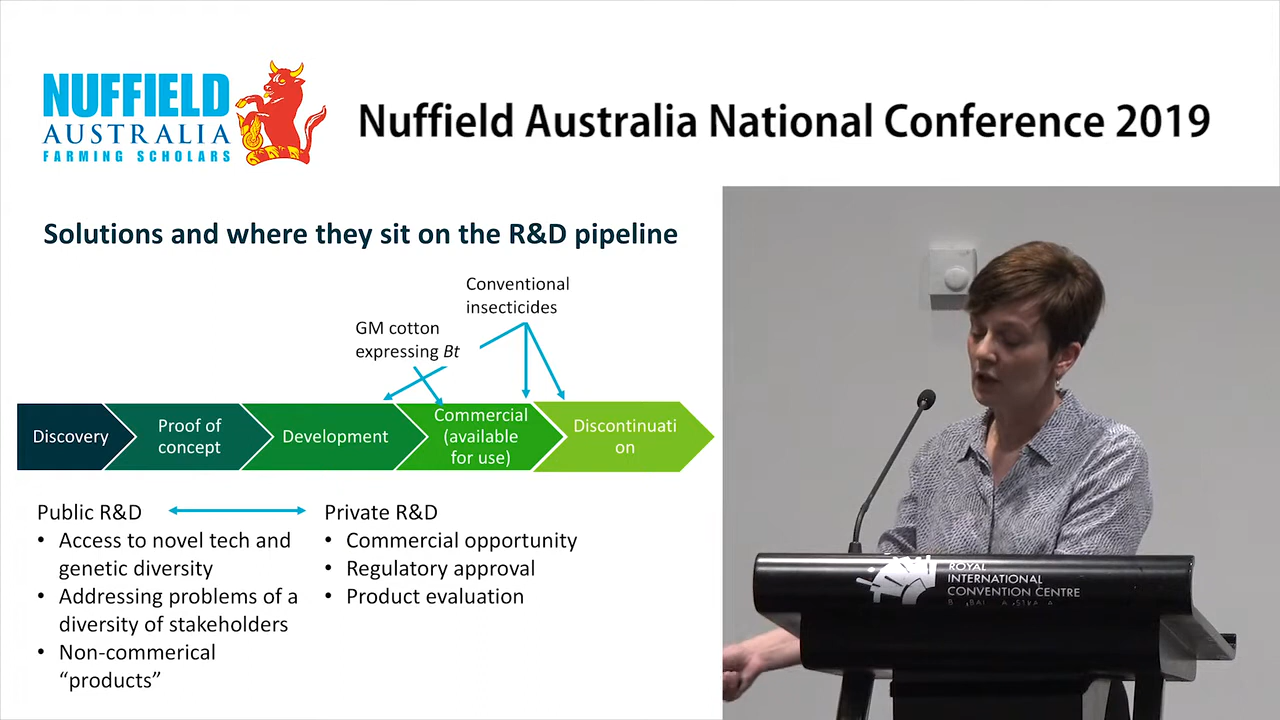 NUFFIELD
AUSTRALIA
FARMING SCHOLARS
Nuffield Australia National Conference 2019
Solutions and where they sit on the R&D pipeline
Conventional
insecticides
GM cotton
expressing Bt
Discovery
Proof of
concept
Development
Commercial
(available
for use)
Discontinuati
on
Public R&D
• Access to novel tech and
genetic diversity
• Addressing problems of a
diversity of stakeholders
• Non-commerical
“products”
Private R&D
• Commercial opportunity
• Regulatory approval
• Product evaluation
ROYAL
INTERNATIONAL
CONVENTION CENTRE